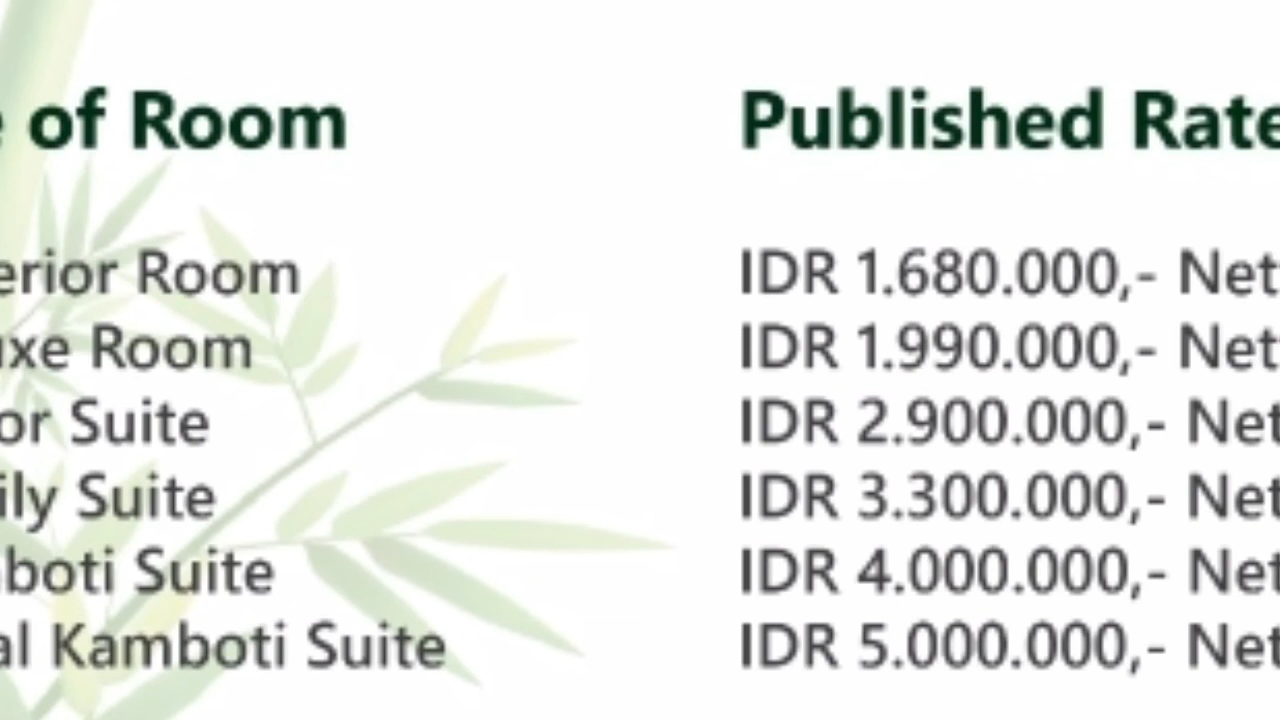 e of Room Published Rate
erior Room IDR 1.680.000,- Net
uxe Room IDR 1.990.000,- Net
or Suite IDR 2.900.000,- Net
ily Suite IDR 3.300.000,- Net
boti Suite IDR 4.000.000,- Net
al Kamboti Suite IDR 5.000.000,- Net